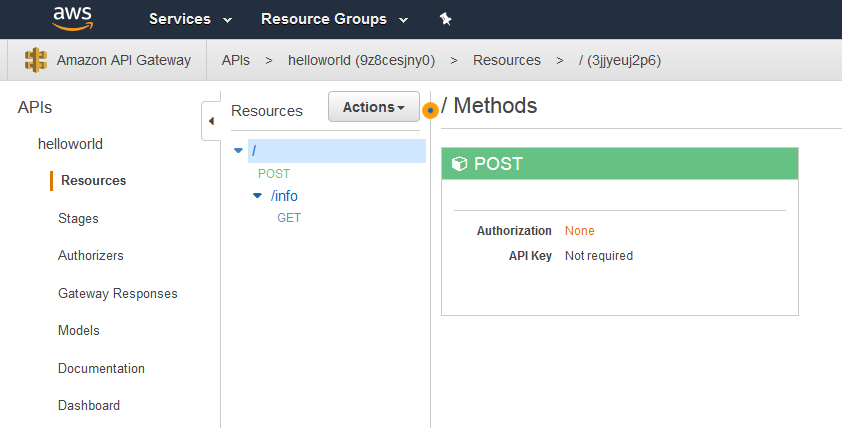 aws Services Resource Groups
Amazon API Gateway APIs > helloworld (9z8cesjny0) > Resources > / (3jjyeuj2p6)
APIs
helloworld
Resources
Stages
Authorizers
Gateway Responses
Models
Documentation
Dashboard
Resources Actions
/
POST
/info
GET
/ Methods
POST
Authorization None
API Key Not required